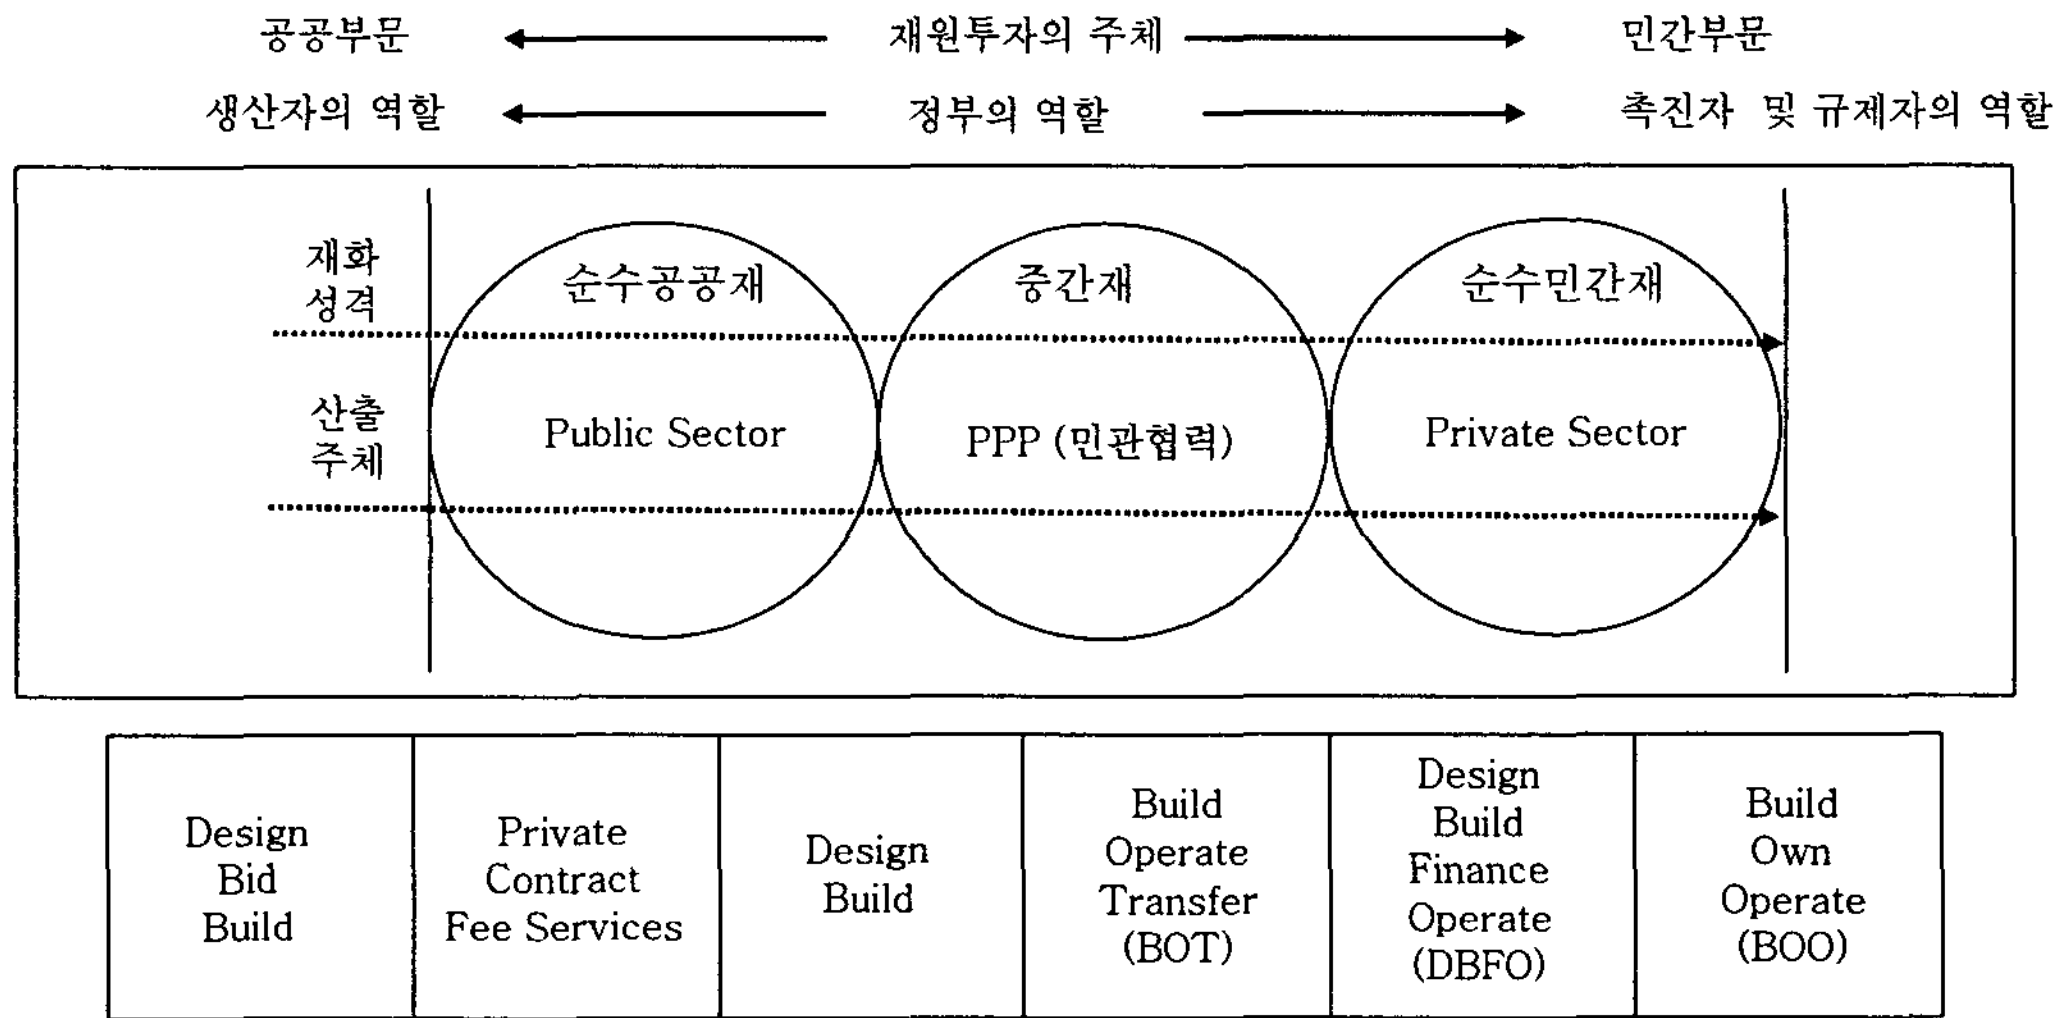 공공부문 재원투자의 주체 민간부문
생산자의 역할 정부의 역할 촉진자 및 규제자의 역할
재화
성격
순수공공재 중간재 순수민간재
산출
주체
Public Sector PPP (민관협력) Private Sector
Design
Bid
Build
Private
Contract
Fee Services
Design
Build
Build
Operate
Transfer
(BOT)
Design
Build
Finance
Operate
(DBFO)
Build
Own
Operate
(BOO)